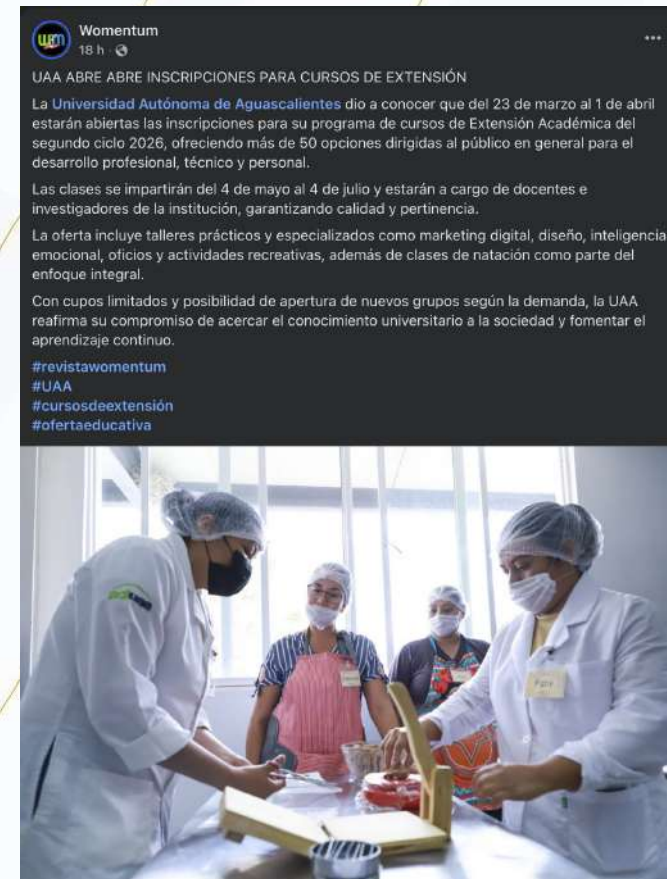 Womentum
18 h
UAA ABRE ABRE INSCRIPCIONES PARA CURSOS DE EXTENSIÓN
La Universidad Autónoma de Aguascalientes dio a conocer que del 23 de marzo al 1 de abril
estarán abiertas las inscripciones para su programa de cursos de Extensión Académica del
segundo ciclo 2026, ofreciendo más de 50 opciones dirigidas al público en general para el
desarrollo profesional, técnico y personal.
Las clases se impartirán del 4 de mayo al 4 de julio y estarán a cargo de docentes e
investigadores de la institución, garantizando calidad y pertinencia.
La oferta incluye talleres prácticos y especializados como marketing digital, diseño, inteligencia
emocional, oficios y actividades recreativas, además de clases de natación como parte del
enfoque integral.
Con cupos limitados y posibilidad de apertura de nuevos grupos según la demanda, la UAA
reafirma su compromiso de acercar el conocimiento universitario a la sociedad y fomentar el
aprendizaje continuo.
#revistawomentum
#UAA
#cursosdeextensión
#ofertaeducativa